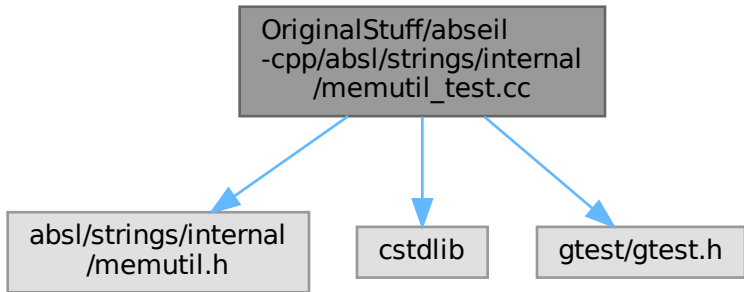 OriginalStuff/abseil
-cpp/absl/strings/internal
/memutil_test.cc
absl/strings/internal
/memutil.h
cstdlib
gtest/gtest.h